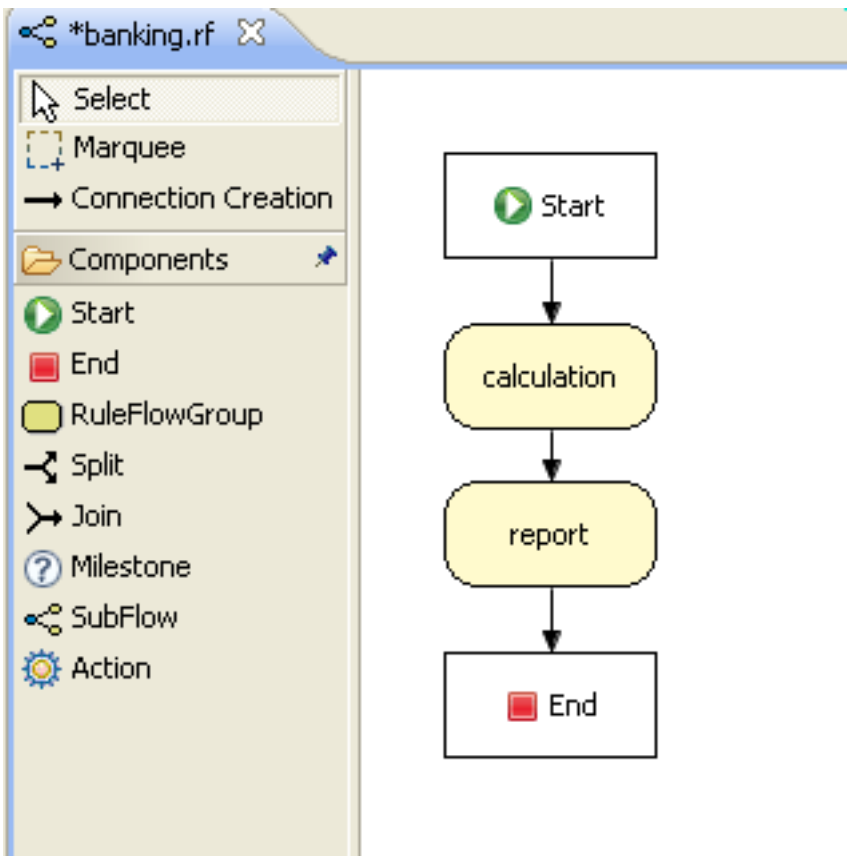 *banking.rf
Select
Marquee
Connection Creation
Components
Start
End
RuleFlowGroup
Split
Join
Milestone
SubFlow
Action
Start
calculation
report
End